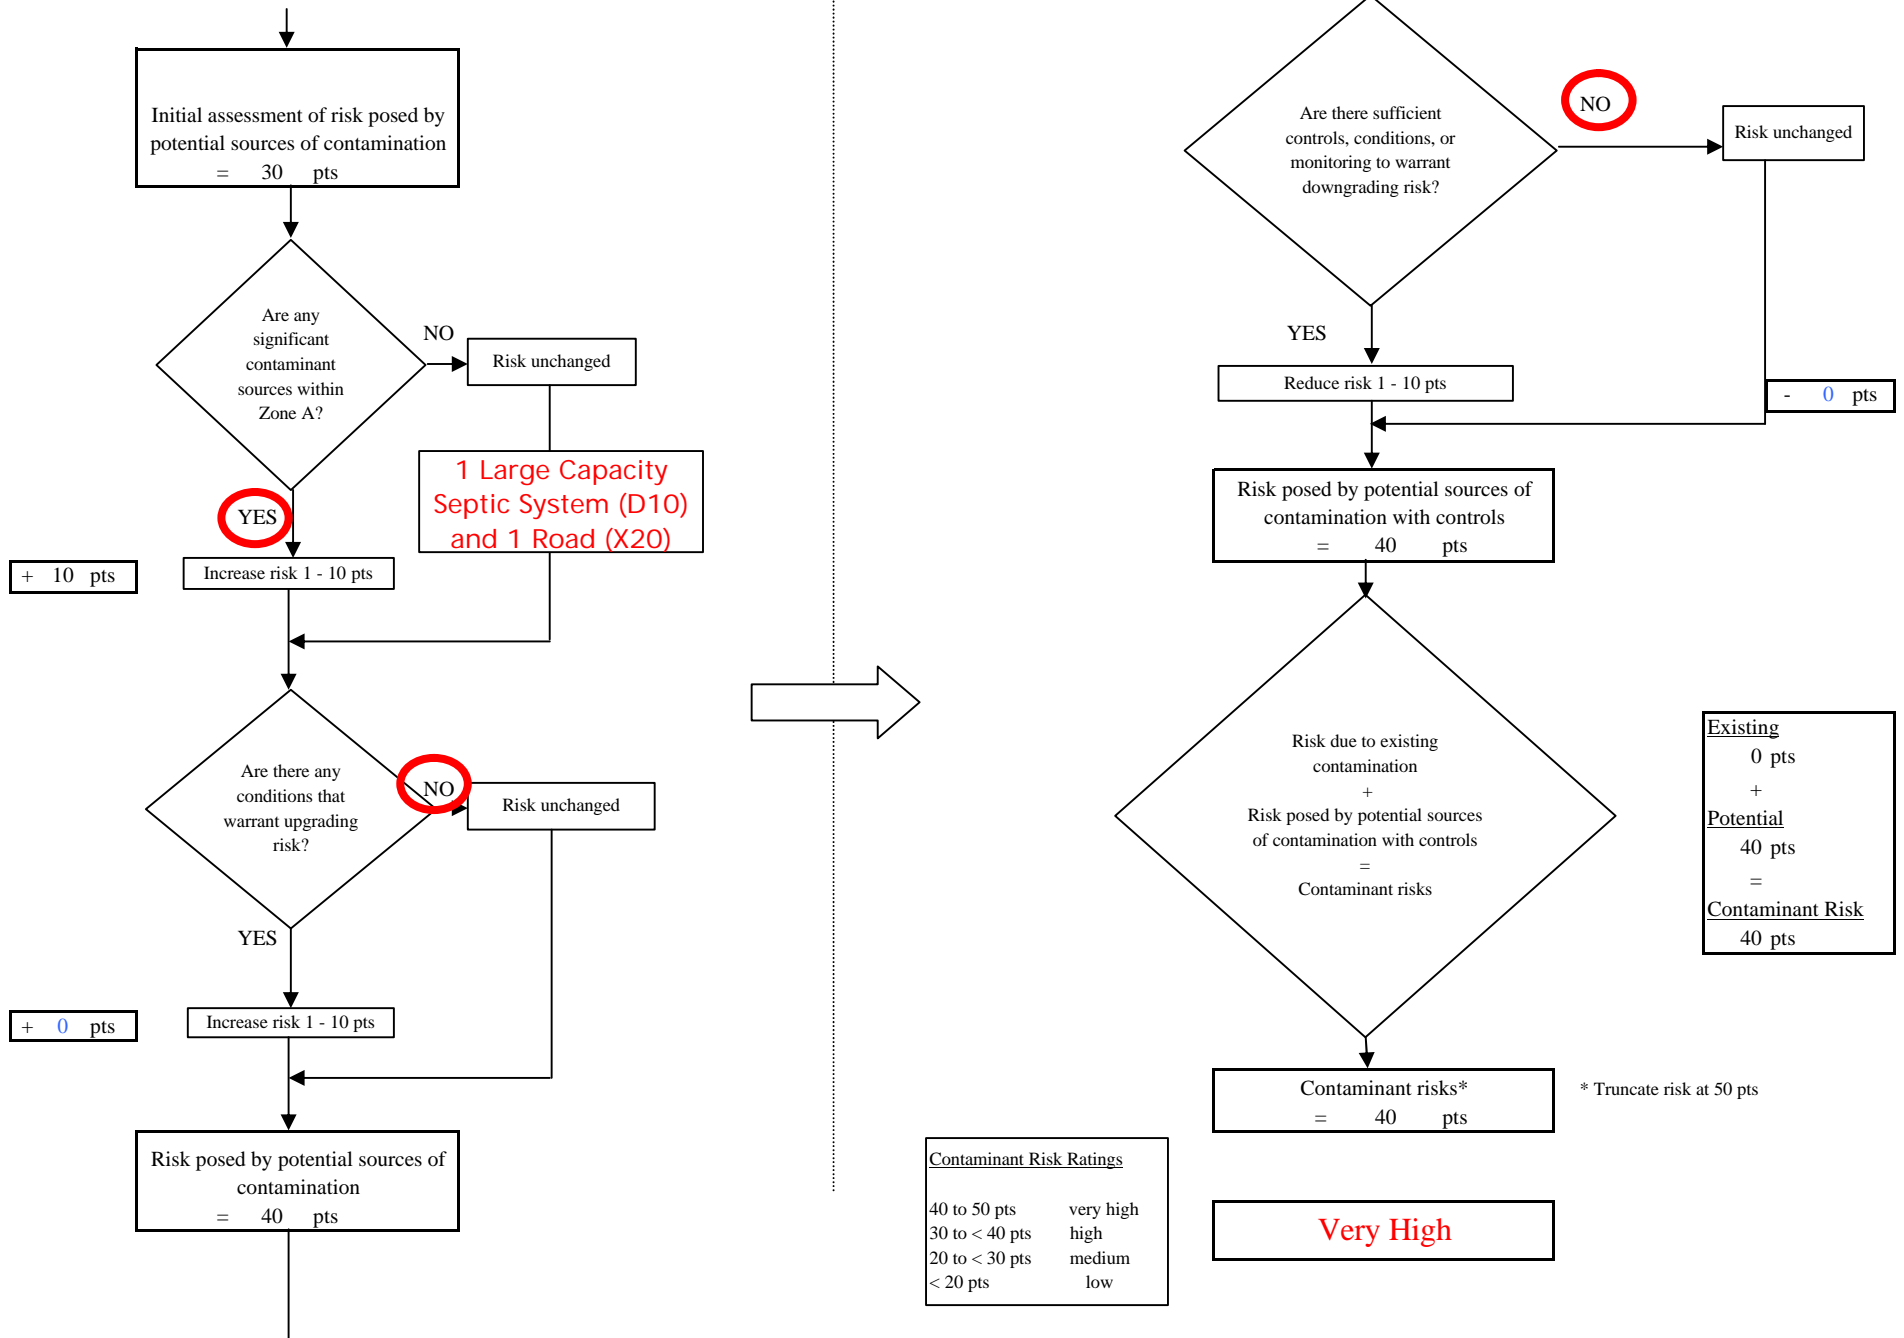 Initial assessment of risk posed by
potential sources of contamination
= 30 pts
Are any
significant
contaminant
sources within
Zone A?
NO
Risk unchanged
1 Large Capacity
Septic System (D10)
and 1 Road (X20)
YES
+ 10 pts
Increase risk 1 - 10 pts
Are there any
conditions that
warrant upgrading
risk?
NO
Risk unchanged
YES
+ 0 pts
Increase risk 1 - 10 pts
Risk posed by potential sources of
contamination
= 40 pts
Are there sufficient
controls, conditions, or
monitoring to warrant
downgrading risk?
NO
Risk unchanged
YES
Reduce risk 1 - 10 pts
- 0 pts
Risk posed by potential sources of
contamination with controls
= 40 pts
Risk due to existing
contamination
+
Risk posed by potential sources
of contamination with controls
=
Contaminant risks
Existing
0 pts
+
Potential
40 pts
=
Contaminant Risk
40 pts
Contaminant risks*
= 40 pts
* Truncate risk at 50 pts
Contaminant Risk Ratings
40 to 50 pts very high
30 to < 40 pts high
20 to < 30 pts medium
< 20 pts low
Very High